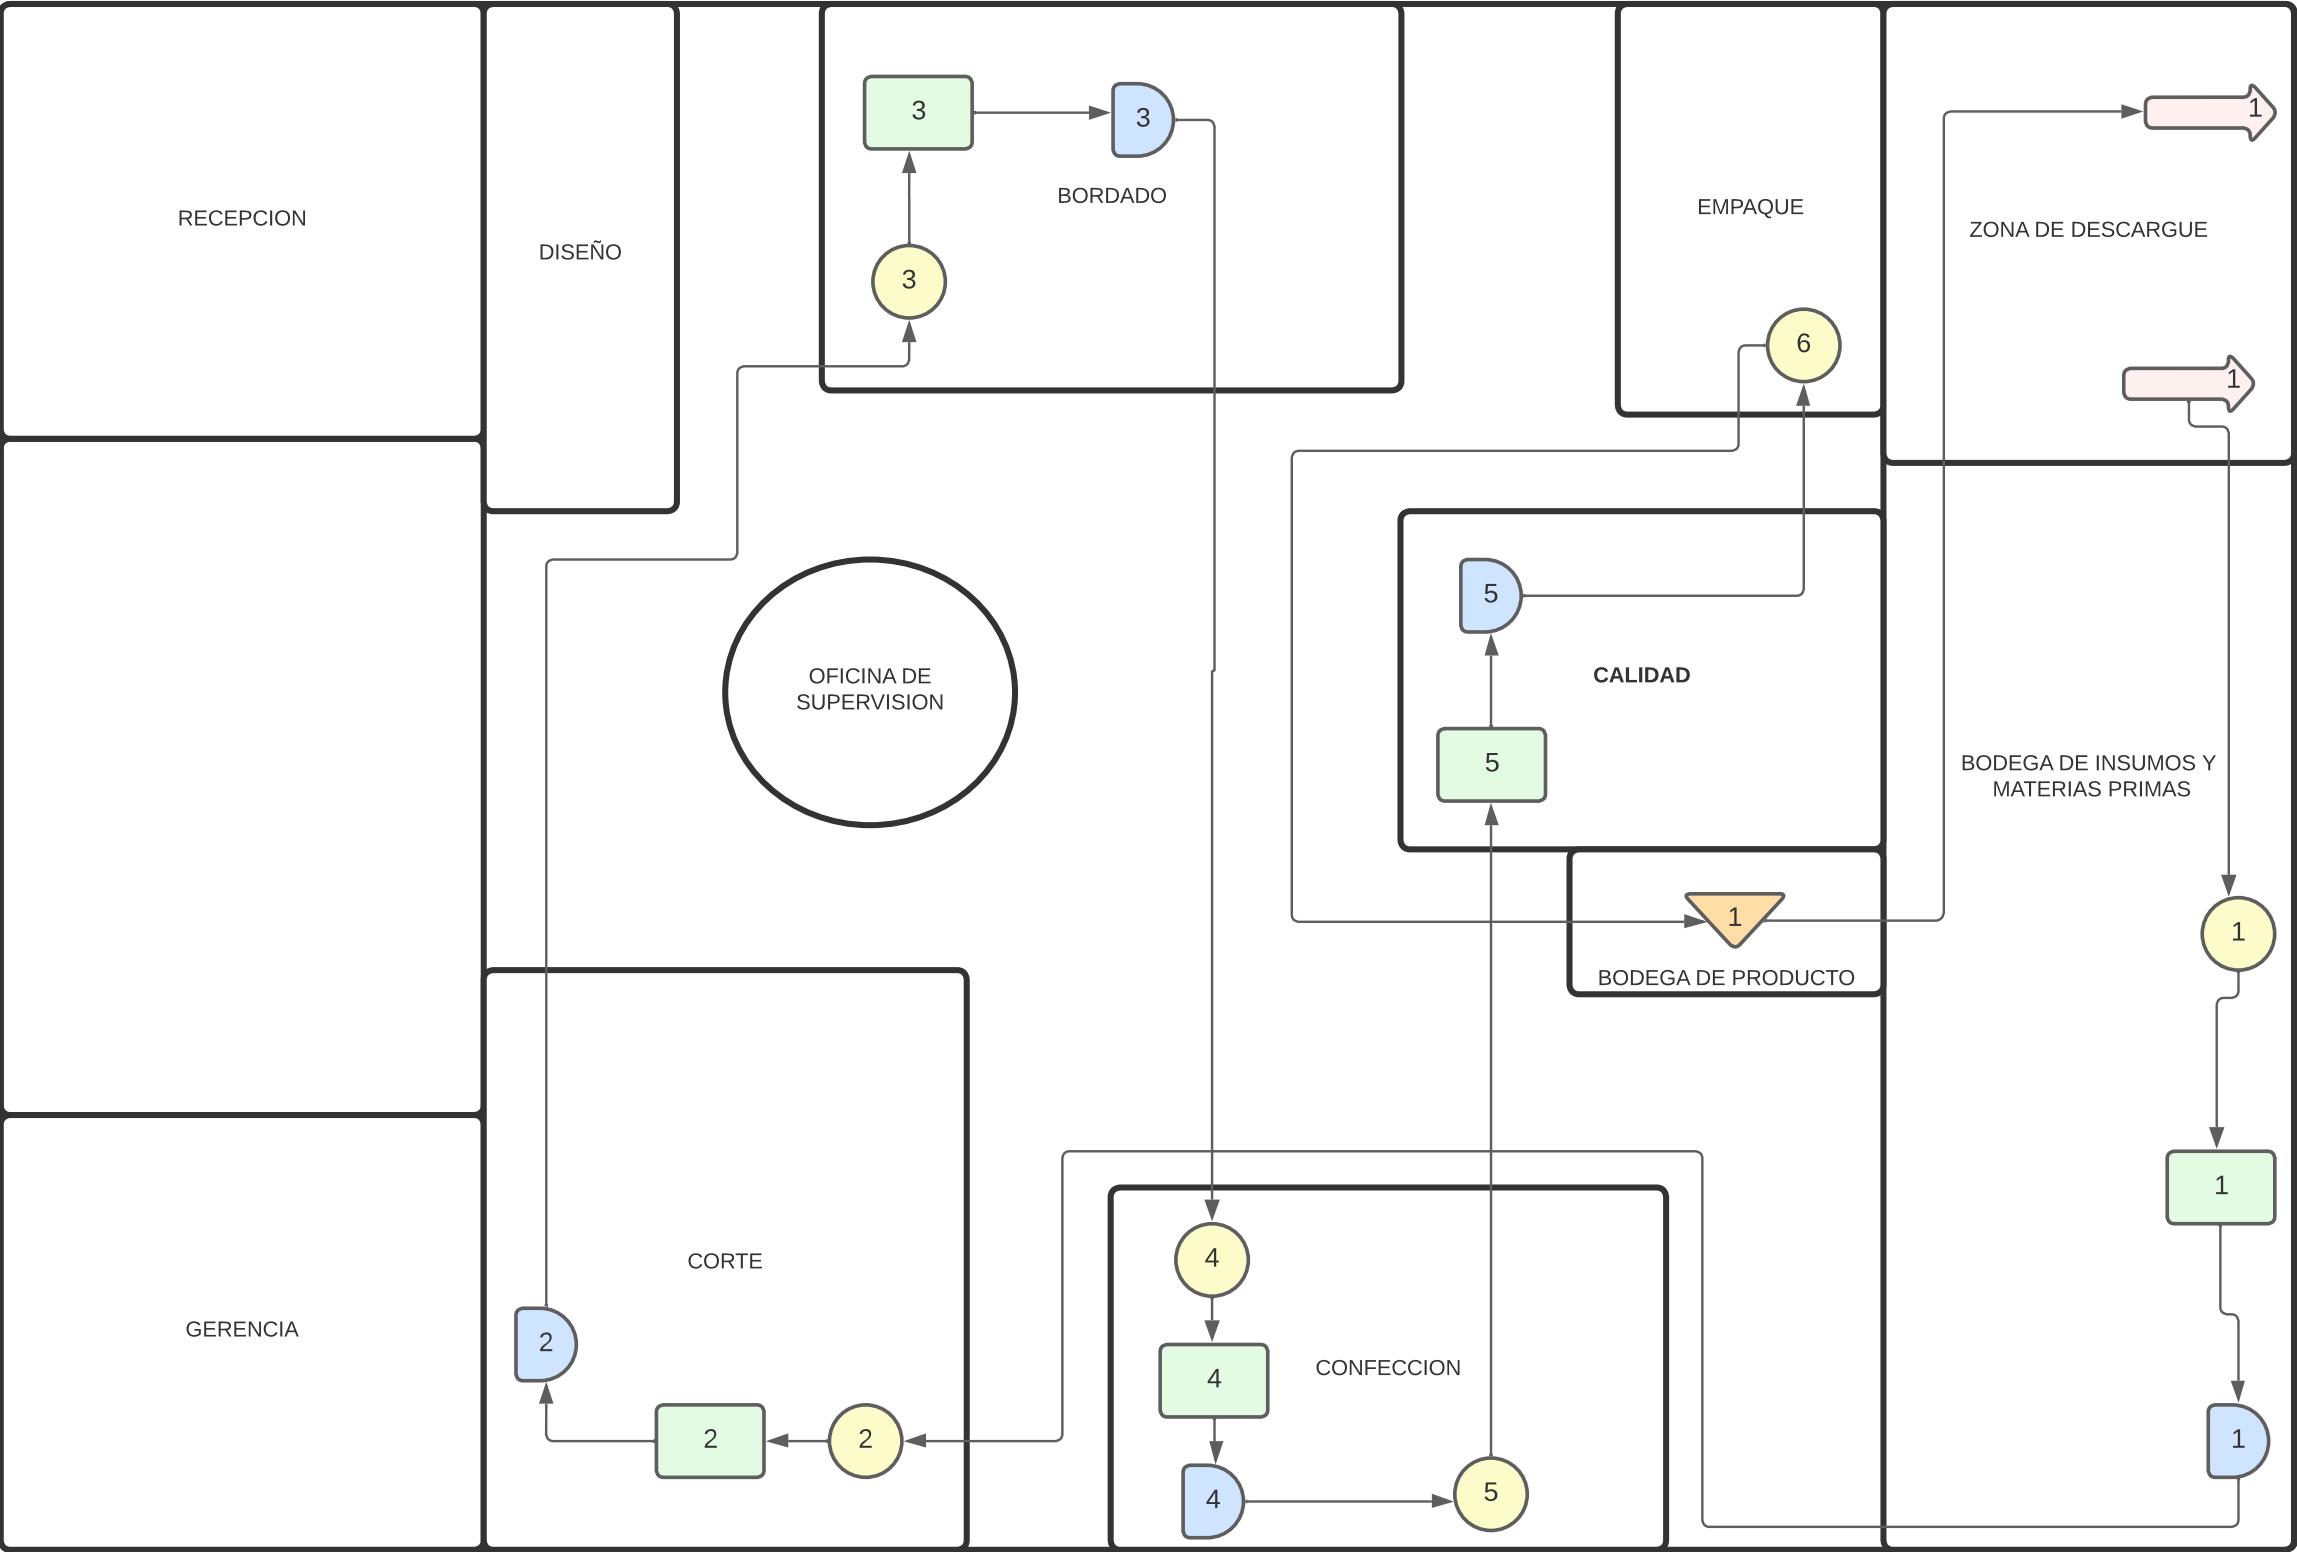 3
3
1
BORDADO
EMPAQUE
RECEPCION
ZONA DE DESCARGUE
DISEÑO
3
6
1
5
OFICINA DE
SUPERVISION
CALIDAD
5
BODEGA DE INSUMOS Y
MATERIAS PRIMAS
1
1
BODEGA DE PRODUCTO
1
4
CORTE
GERENCIA
2
CONFECCION
4
2
2
1
4
5